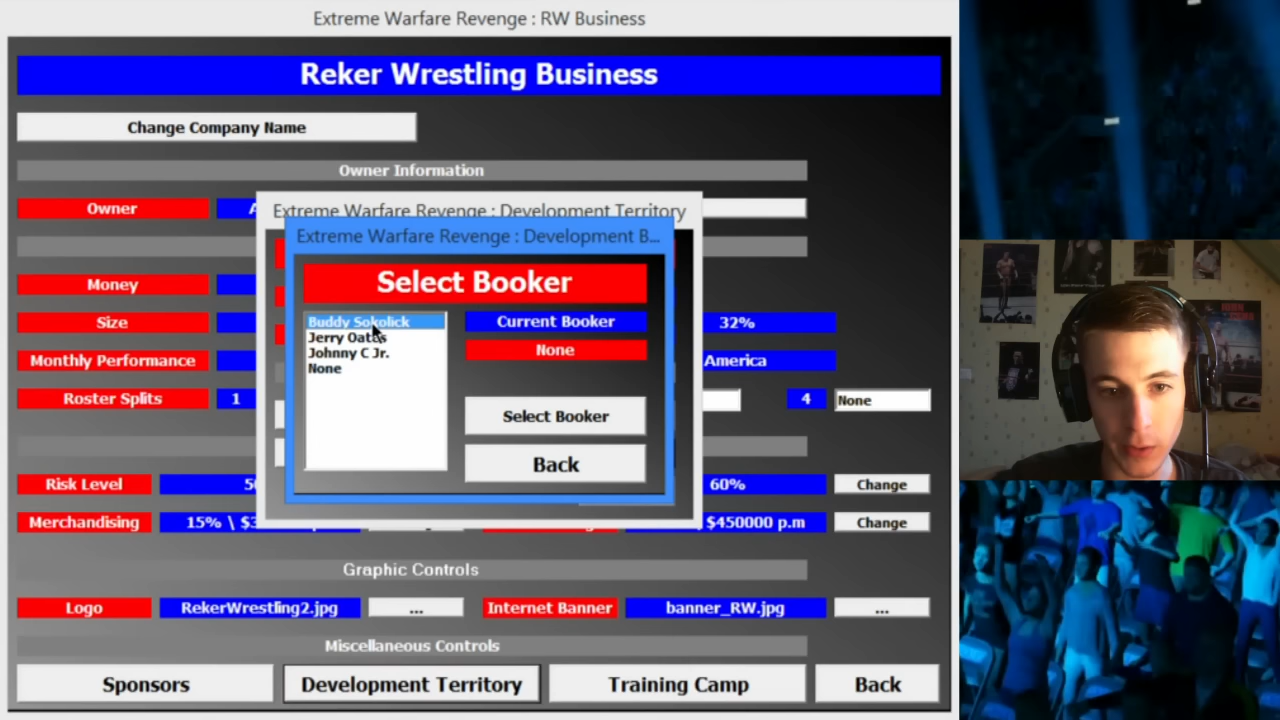 Extreme Warfare Revenge : RW Business
Reker Wrestling Business
Change Company Name
Owner Information
Owner
Extreme Warfare Revenge : Development Territory
Extreme Warfare Revenge : Development B...
Select Booker
Buddy Sokolick
Jerry Oates
Johnny C Jr.
None
Current Booker
None
Select Booker
Back
Money
Size
32%
Monthly Performance
America
Roster Splits
1
4
None
Risk Level
60%
Change
Merchandising
15% \
$450000 p.m
Change
Graphic Controls
Logo
RekerWrestling2.jpg
...
Internet Banner
banner_RW.jpg
...
Miscellaneous Controls
Sponsors
Development Territory
Training Camp
Back